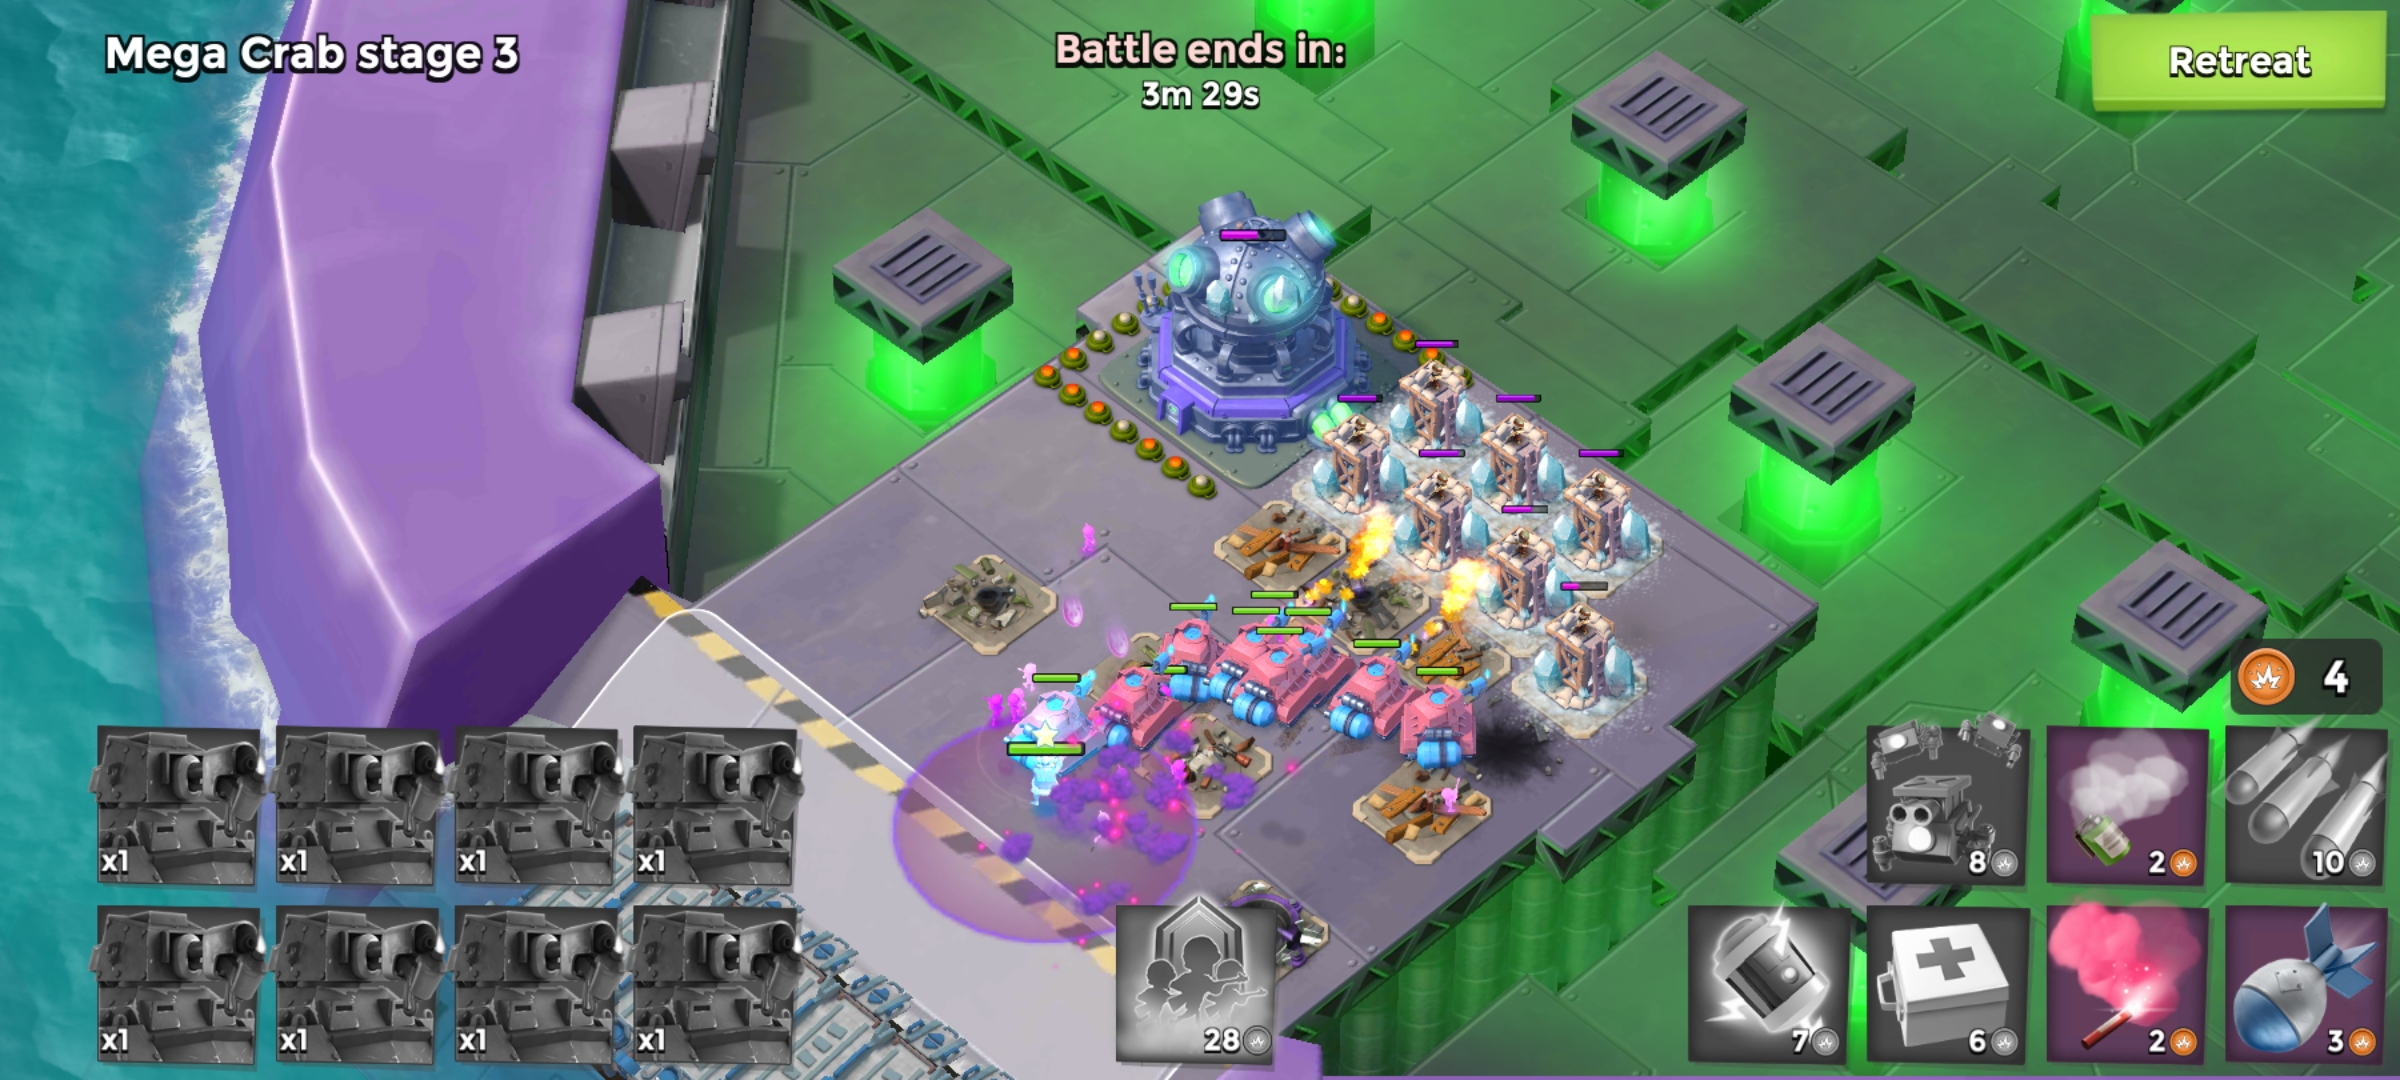 Mega Crab stage 3
Battle ends in:
3m 29s
Retreat
4
8
2
10
x1
x1
x1
x1
x1
x1
x1
x1
28
7
6
2
3